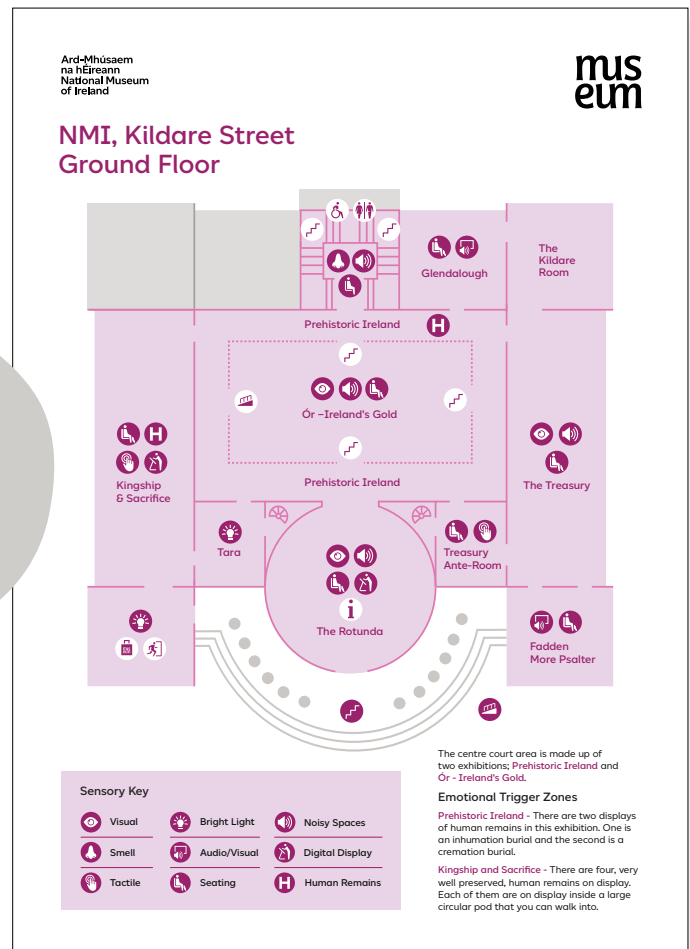 Ard-Mhúsaem
na hÉireann
National Museum
of Ireland
mus
eum
NMI, Kildare Street
Ground Floor
Glendalough
The
Kildare
Room
Prehistoric Ireland
H
Ór –Ireland's Gold
H
Kingship
& Sacrifice
The Treasury
Prehistoric Ireland
Tara
Treasury
Ante-Room
i
The Rotunda
Fadden
More Psalter
The centre court area is made up of
two exhibitions; Prehistoric Ireland and
Ór - Ireland's Gold.
Emotional Trigger Zones
Prehistoric Ireland - There are two displays
of human remains in this exhibition. One is
an inhumation burial and the second is a
cremation burial.
Kingship and Sacrifice - There are four, very
well preserved, human remains on display.
Each of them are on display inside a large
circular pod that you can walk into.
Sensory Key
Visual
Bright Light
Noisy Spaces
Smell
Audio/Visual
Digital Display
Tactile
Seating
H Human Remains